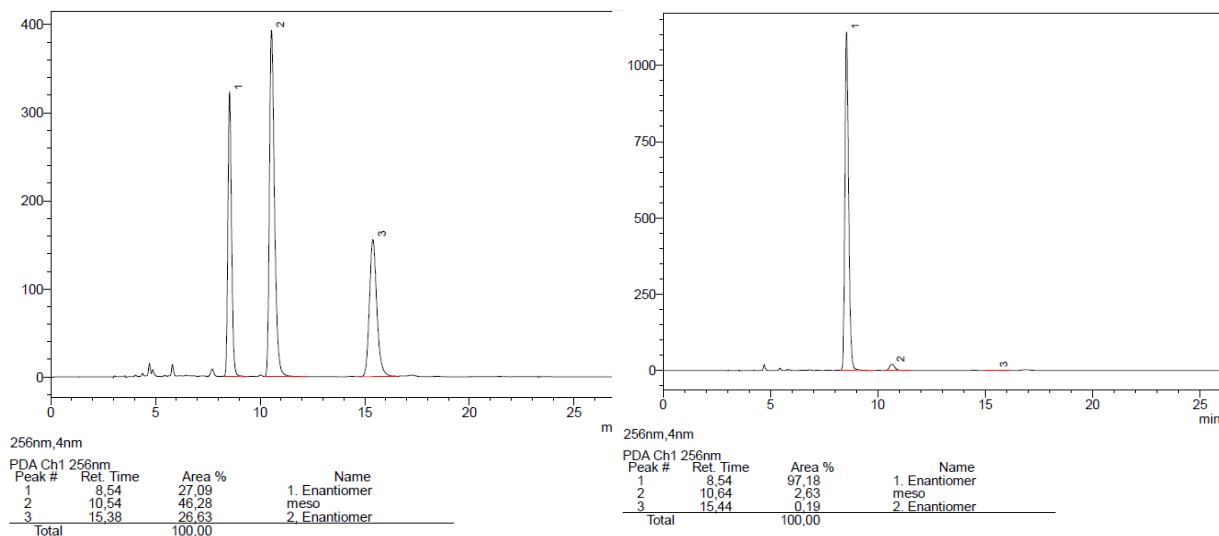 400
300
200
100
0
1
2
3
0 5 10 15 20 25
m
256nm,4nm
PDA Ch1 256nm
Peak # Ret. Time Area % Name
1 8,54 27,09 1. Enantiomer
2 10,54 46,28 meso
3 15,38 26,63 2, Enantiomer
Total 100,00
1000
750
500
250
0
1
2
3
0 5 10 15 20 25
min
256nm,4nm
PDA Ch1 256nm
Peak # Ret. Time Area % Name
1 8,54 97,18 1. Enantiomer
2 10,64 2,63 meso
3 15,44 0,19 2. Enantiomer
Total 100,00